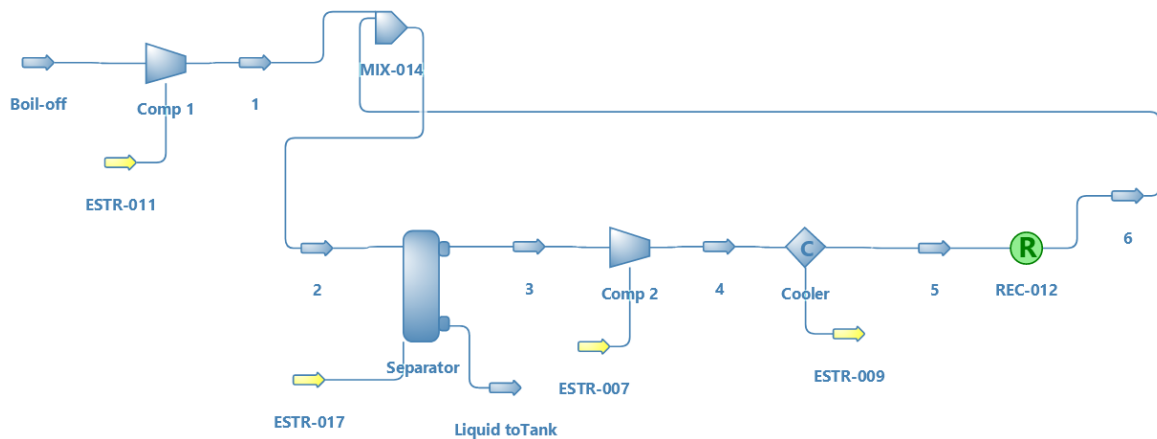 MIX-014
Boil-off
Comp 1
1
ESTR-011
6
2
3
Comp 2
4
Cooler
C
5
R
REC-012
Separator
ESTR-007
ESTR-009
ESTR-017
Liquid toTank